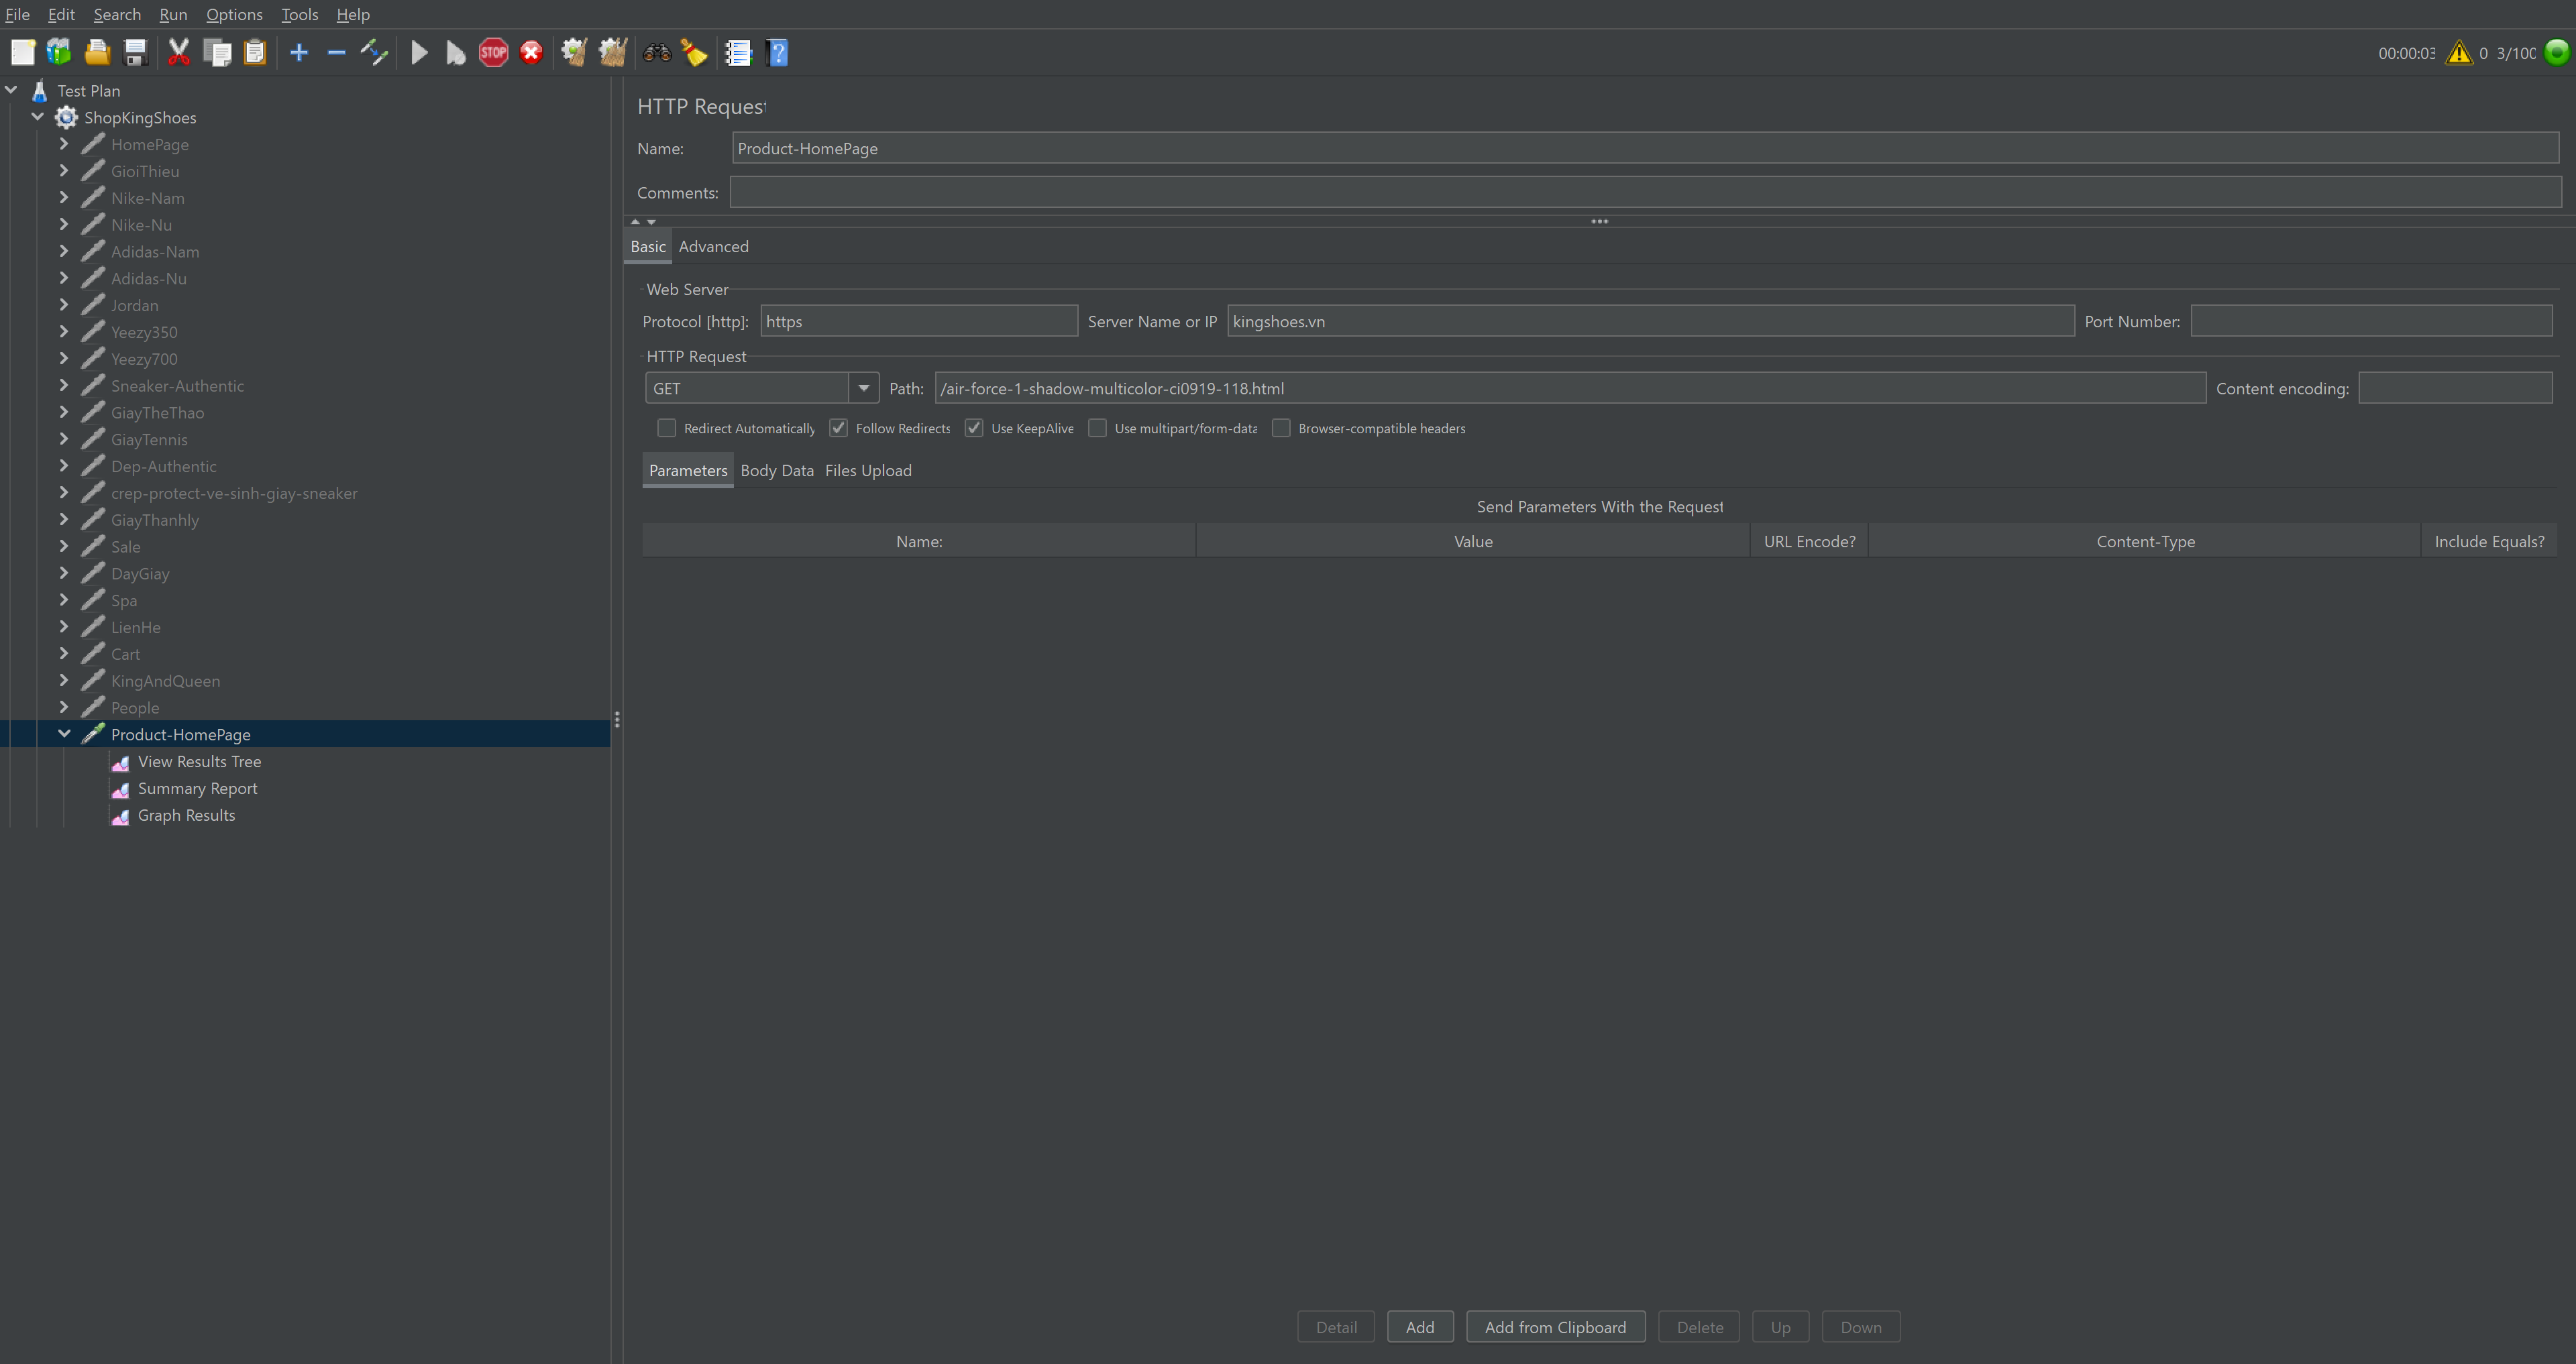 File Edit Search Run Options Tools Help
STOP
00:00:03 0 3/100
Test Plan
ShopKingShoes
HomePage
GioiThieu
Nike-Nam
Nike-Nu
Adidas-Nam
Adidas-Nu
Jordan
Yeezy350
Yeezy700
Sneaker-Authentic
GiayTheThao
GiayTennis
Dep-Authentic
crep-protect-ve-sinh-giay-sneaker
GiayThanhly
Sale
DayGiay
Spa
LienHe
Cart
KingAndQueen
People
Product-HomePage
View Results Tree
Summary Report
Graph Results
HTTP Request
Name: Product-HomePage
Comments:
Basic Advanced
Web Server
Protocol [http]: https Server Name or IP kingshoes.vn Port Number:
HTTP Request
GET Path: /air-force-1-shadow-multicolor-ci0919-118.html Content encoding:
Redirect Automatically Follow Redirects Use KeepAlive Use multipart/form-data Browser-compatible headers
Parameters Body Data Files Upload
Send Parameters With the Request
Name: Value URL Encode? Content-Type Include Equals?
Detail Add Add from Clipboard Delete Up Down